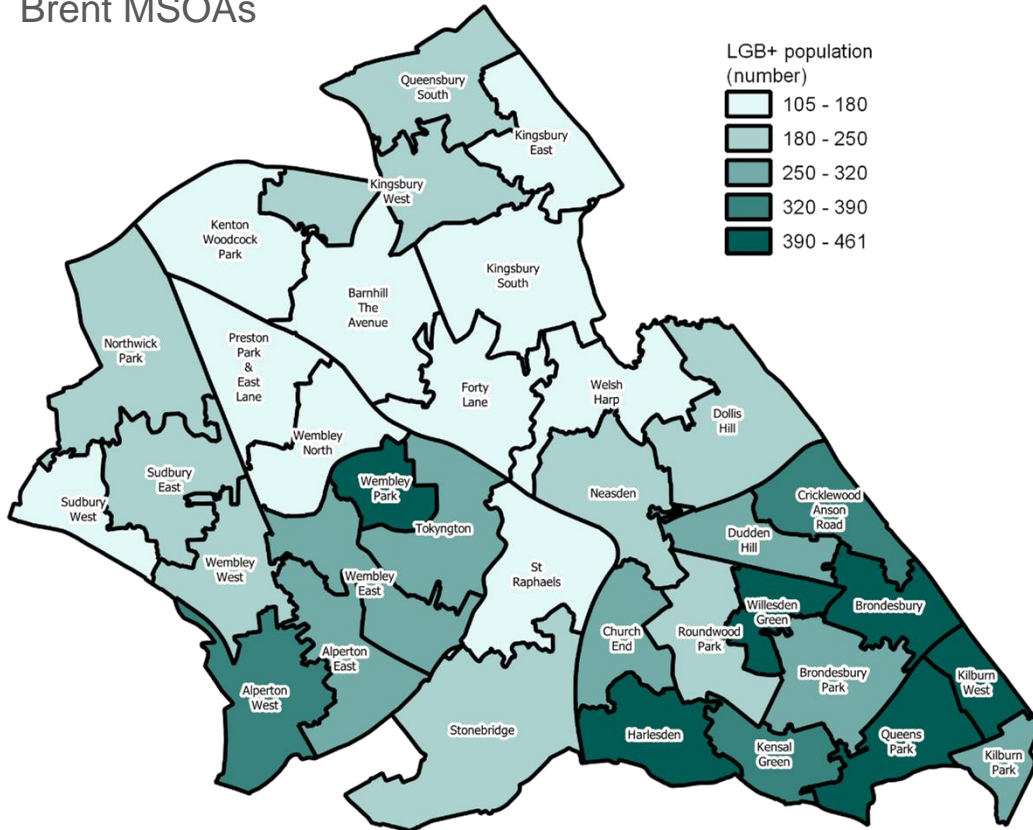 Brent MSOAs
LGB+ population
(number)
105 - 180
180 - 250
250 - 320
320 - 390
390 - 461
Queensbury
South
Kingsbury
East
Kingsbury
West
Kenton
Woodcock
Park
Kingsbury
South
Barnhill
The
Avenue
Northwick
Park
Preston
Park
&
East
Lane
Forty
Lane
Welsh
Harp
Dollis
Hill
Wembley
North
Sudbury
East
Wembley
Park
Neasden
Cricklewood
Anson
Road
Sudbury
West
Tokyngton
Dudden
Hill
Wembley
West
Wembley
East
St
Raphaels
Willesden
Green
Brondesbury
Church
End
Roundwood
Park
Alperton
East
Brondesbury
Park
Kilburn
West
Alperton
West
Stonebridge
Harlesden
Kensal
Green
Queens
Park
Kilburn
Park